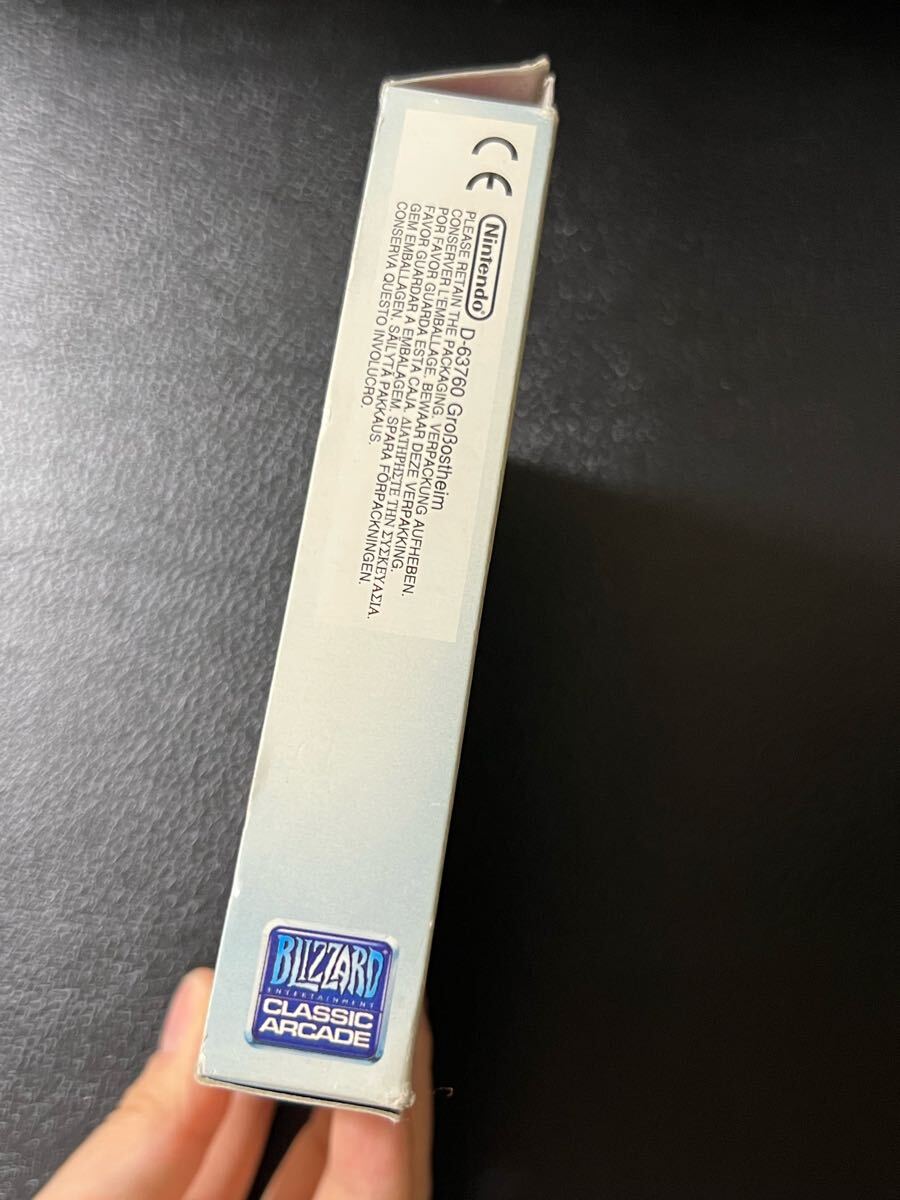 CE
Nintendo® D-63760 Großostheim
PLEASE RETAIN THE PACKAGING. VERPACKUNG AUFHEBEN.
CONSERVER L'EMBALLAGE. BEWAAR DEZE VERPAKKING.
POR FAVOR GUARDA ESTA CAJA. ΔΙΑΤΗΡΗΣΤΕ ΤΗΝ ΣΥΣΚΕΥΑΣΙΑ.
FAVOR GUARDAR A EMBALAGEM. SPARA FÖRPACKNINGEN.
GEM EMBALLAGEN. SÄILYTÄ PAKKAUS.
CONSERVA QUESTO INVOLUCRO.
BLIZZARD®
ENTERTAINMENT
CLASSIC
ARCADE